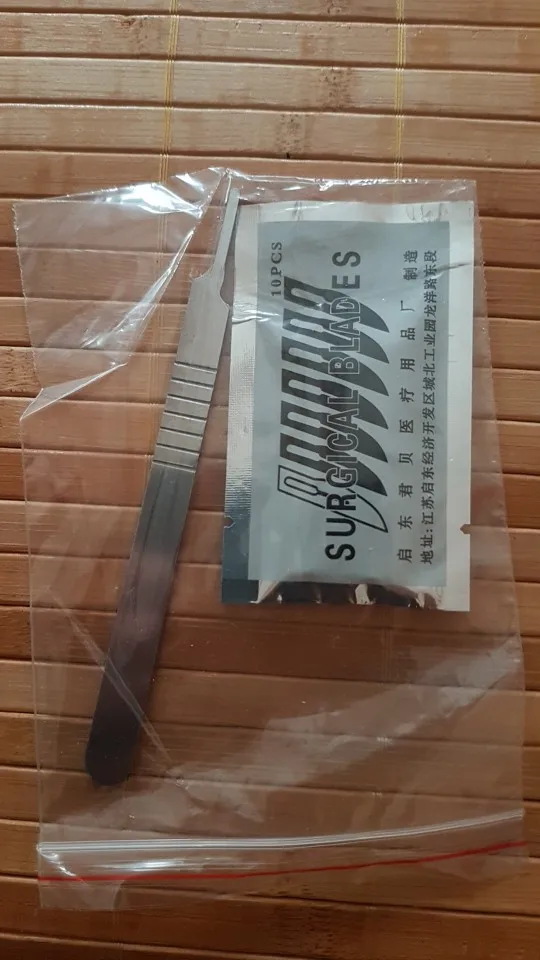 10PCS
SURGICAL BLADES
启东君贝医疗用品厂 制造
地址:江苏启东经济开发区城北工业园龙洋路东段